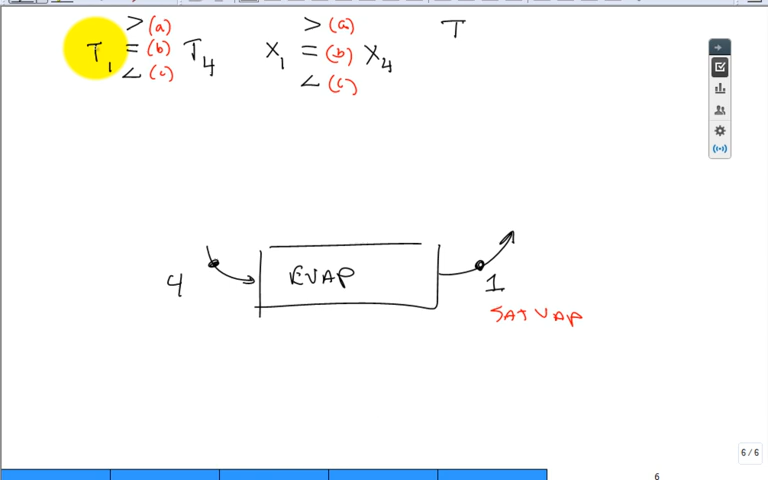 > (a) > (a) T
T₁ = (b) T₄ X₁ = (b) X₄
< (c) < (c)
EVAP
4 1
SAT VAP
6 / 6
6